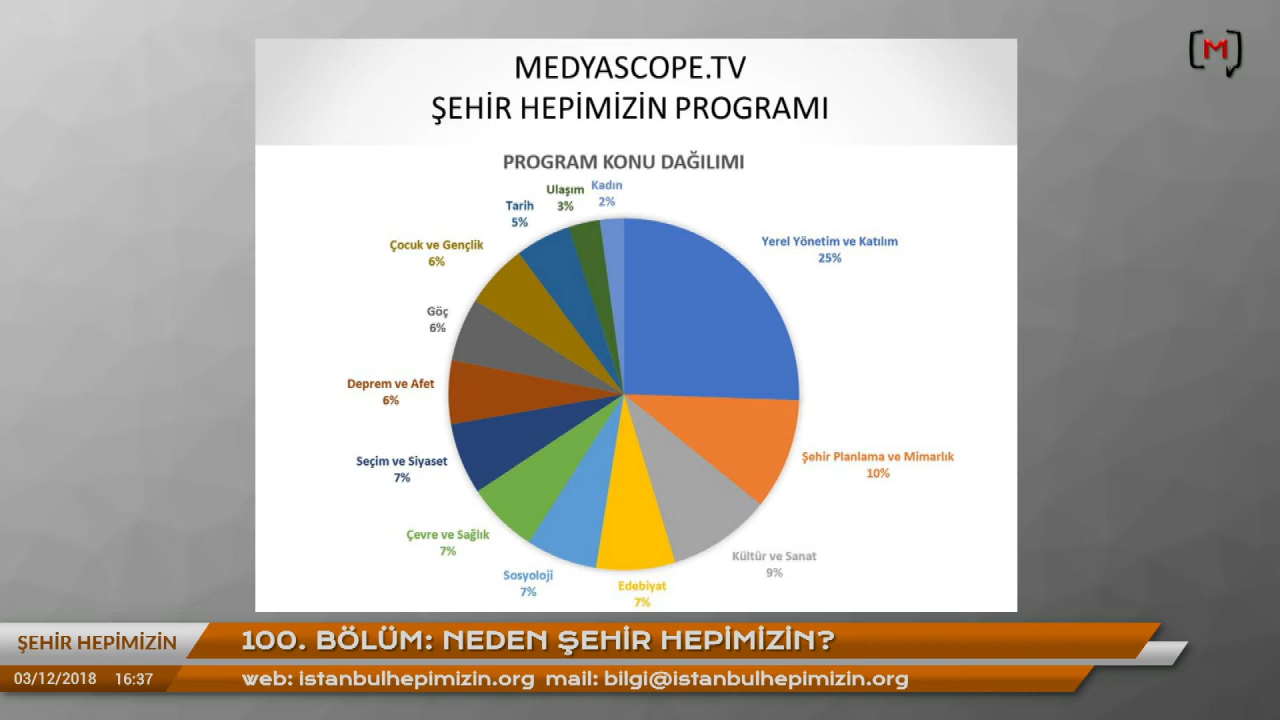 M
MEDYASCOPE.TV
ŞEHİR HEPİMİZİN PROGRAMI
PROGRAM KONU DAĞILIMI
Kadın
2%
Ulaşım
3%
Tarih
5%
Çocuk ve Gençlik
6%
Göç
6%
Deprem ve Afet
6%
Seçim ve Siyaset
7%
Çevre ve Sağlık
7%
Sosyoloji
7%
Edebiyat
7%
Kültür ve Sanat
9%
Şehir Planlama ve Mimarlık
10%
Yerel Yönetim ve Katılım
25%
ŞEHİR HEPİMİZİN
100. BÖLÜM: NEDEN ŞEHİR HEPİMİZİN?
03/12/2018 16:37
web: istanbulhepimizin.org mail: bilgi@istanbulhepimizin.org